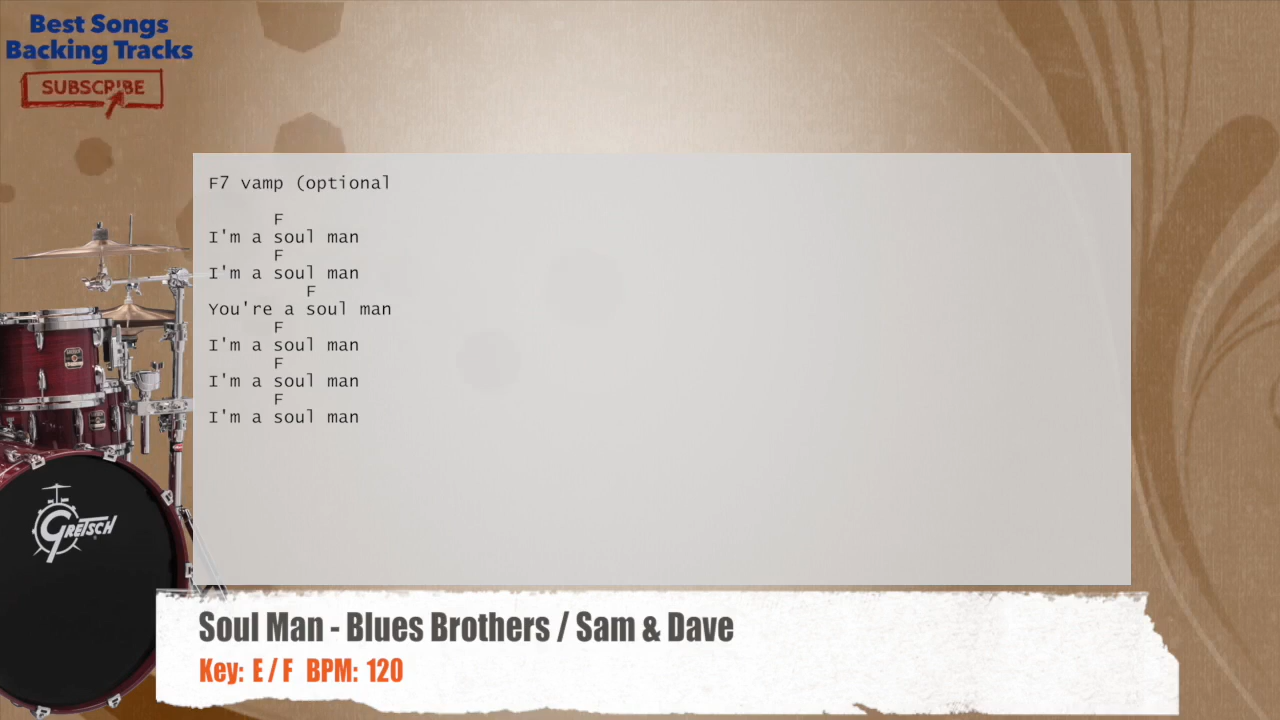 Best Songs
Backing Tracks
SUBSCRIBE
F7 vamp (optional
F
I'm a soul man
F
I'm a soul man
F
You're a soul man
F
I'm a soul man
F
I'm a soul man
F
I'm a soul man
GRETSCH
Soul Man - Blues Brothers / Sam & Dave
Key: E / F BPM: 120